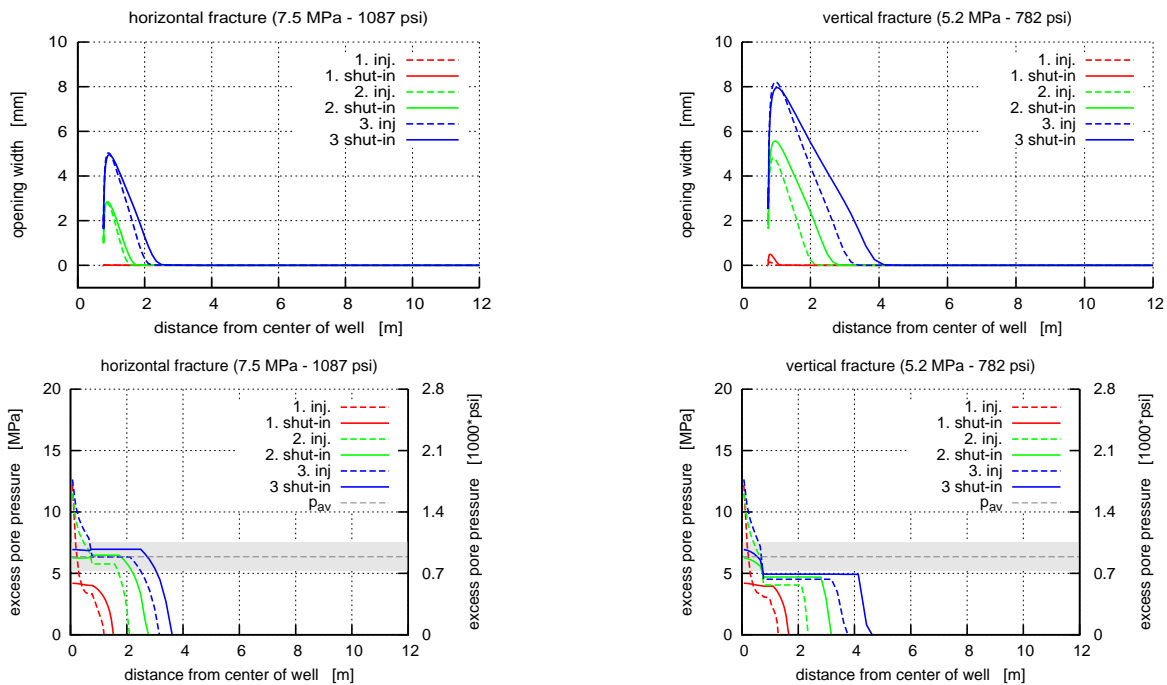 horizontal fracture (7.5 MPa - 1087 psi)
10
8
6
4
2
0
opening width [mm]
1. inj.
1. shut-in
2. inj.
2. shut-in
3. inj
3 shut-in
0 2 4 6 8 10 12
distance from center of well [m]
vertical fracture (5.2 MPa - 782 psi)
10
8
6
4
2
0
opening width [mm]
1. inj.
1. shut-in
2. inj.
2. shut-in
3. inj
3 shut-in
0 2 4 6 8 10 12
distance from center of well [m]
horizontal fracture (7.5 MPa - 1087 psi)
20
15
10
5
0
excess pore pressure [MPa]
1. inj.
1. shut-in
2. inj.
2. shut-in
3. inj
3 shut-in
pav
2.8
2.1
1.4
0.7
0
excess pore pressure [1000*psi]
0 2 4 6 8 10 12
distance from center of well [m]
vertical fracture (5.2 MPa - 782 psi)
20
15
10
5
0
excess pore pressure [MPa]
1. inj.
1. shut-in
2. inj.
2. shut-in
3. inj
3 shut-in
pav
2.8
2.1
1.4
0.7
0
excess pore pressure [1000*psi]
0 2 4 6 8 10 12
distance from center of well [m]